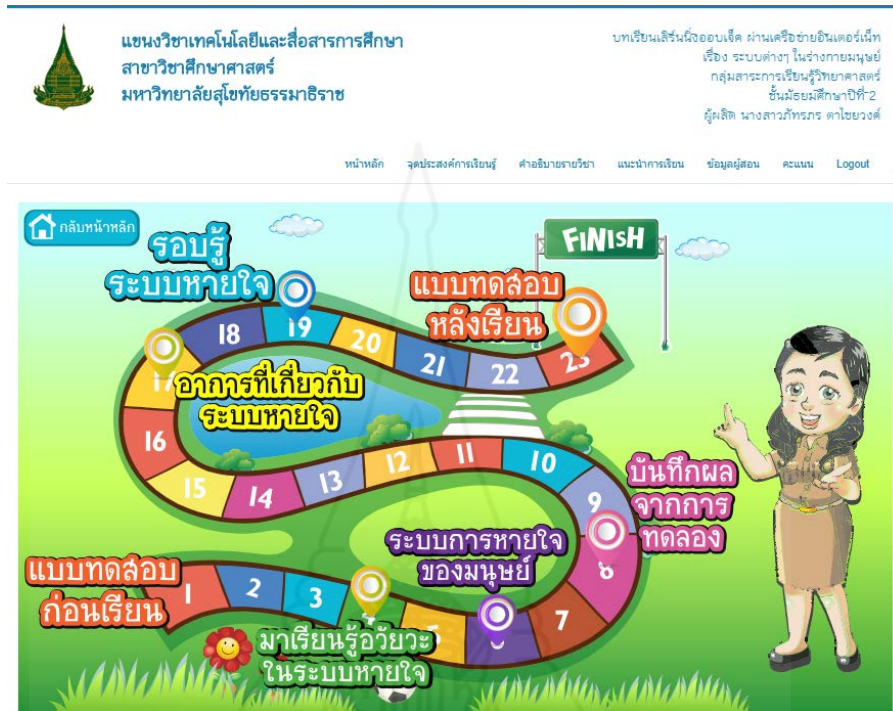 แขนงวิชาเทคโนโลยีและสื่อสารการศึกษา
สาขาวิชาศึกษาศาสตร์
มหาวิทยาลัยสุโขทัยธรรมาธิราช
บทเรียนเลิร์นนิ่งออบเจ็ค ผ่านเครือข่ายอินเตอร์เน็ท
เรื่อง ระบบต่างๆ ในร่างกายมนุษย์
กลุ่มสาระการเรียนรู้วิทยาศาสตร์
ชั้นมัธยมศึกษาปีที่ 2
ผู้ผลิต นางสาวภัทรภร ตาไชยวงค์
หน้าหลัก จุดประสงค์การเรียนรู้ คำอธิบายรายวิชา แนะนำการเรียน ข้อมูลผู้สอน คะแนน Logout
กลับหน้าหลัก
รอบรู้
ระบบหายใจ
FINISH
แบบทดสอบ
หลังเรียน
18 19 20 21 22 23
17
อาการที่เกี่ยวกับ
ระบบหายใจ
16
15 14 13 12 11 10 9
บันทึกผล
จากการ
ทดลอง
ระบบการหายใจ
ของมนุษย์
8
7
แบบทดสอบ
ก่อนเรียน
1 2 3
มาเรียนรู้อวัยวะ
ในระบบหายใจ